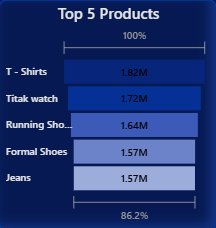 Top 5 Products
100%
T - Shirts 1.82M
Titak watch 1.72M
Running Sho... 1.64M
Formal Shoes 1.57M
Jeans 1.57M
86.2%